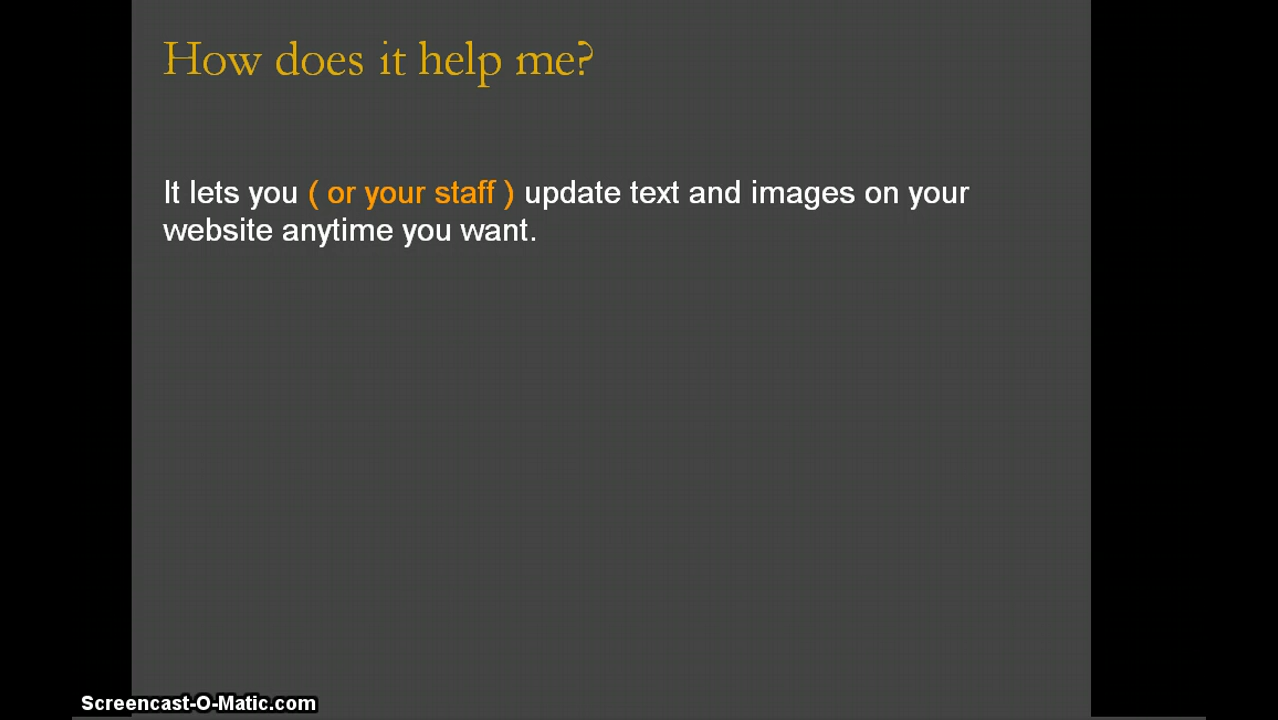 How does it help me?
It lets you ( or your staff ) update text and images on your
website anytime you want.
Screencast-O-Matic.com